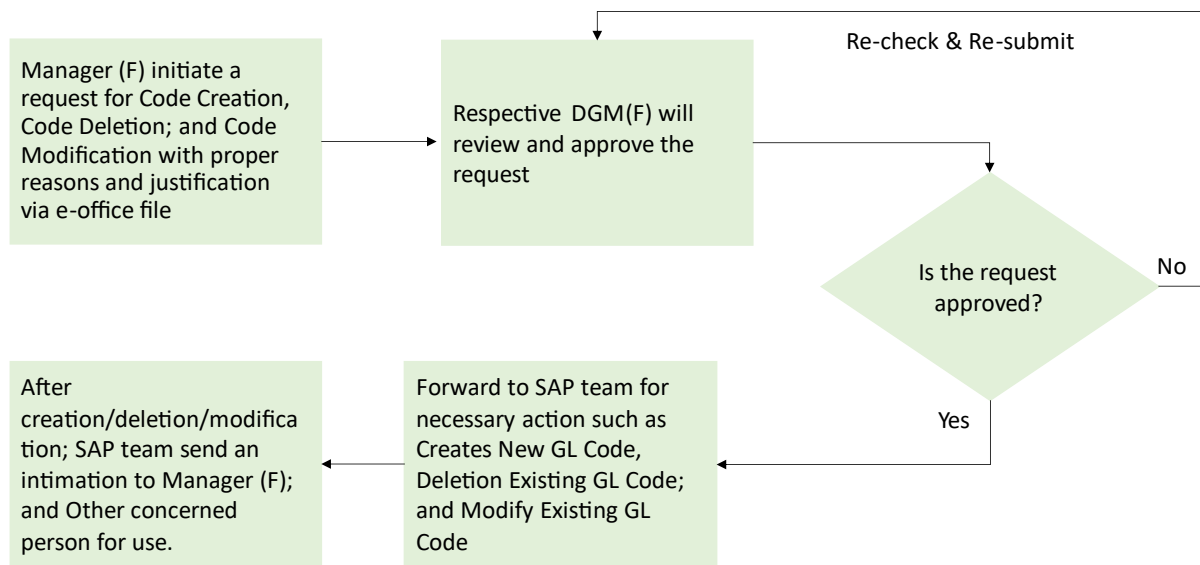 Re-check & Re-submit
Manager (F) initiate a
request for Code Creation,
Code Deletion; and Code
Modification with proper
reasons and justification
via e-office file
Respective DGM(F) will
review and approve the
request
Is the request
approved?
No
Yes
Forward to SAP team for
necessary action such as
Creates New GL Code,
Deletion Existing GL Code;
and Modify Existing GL
Code
After
creation/deletion/modifica
tion; SAP team send an
intimation to Manager (F);
and Other concerned
person for use.